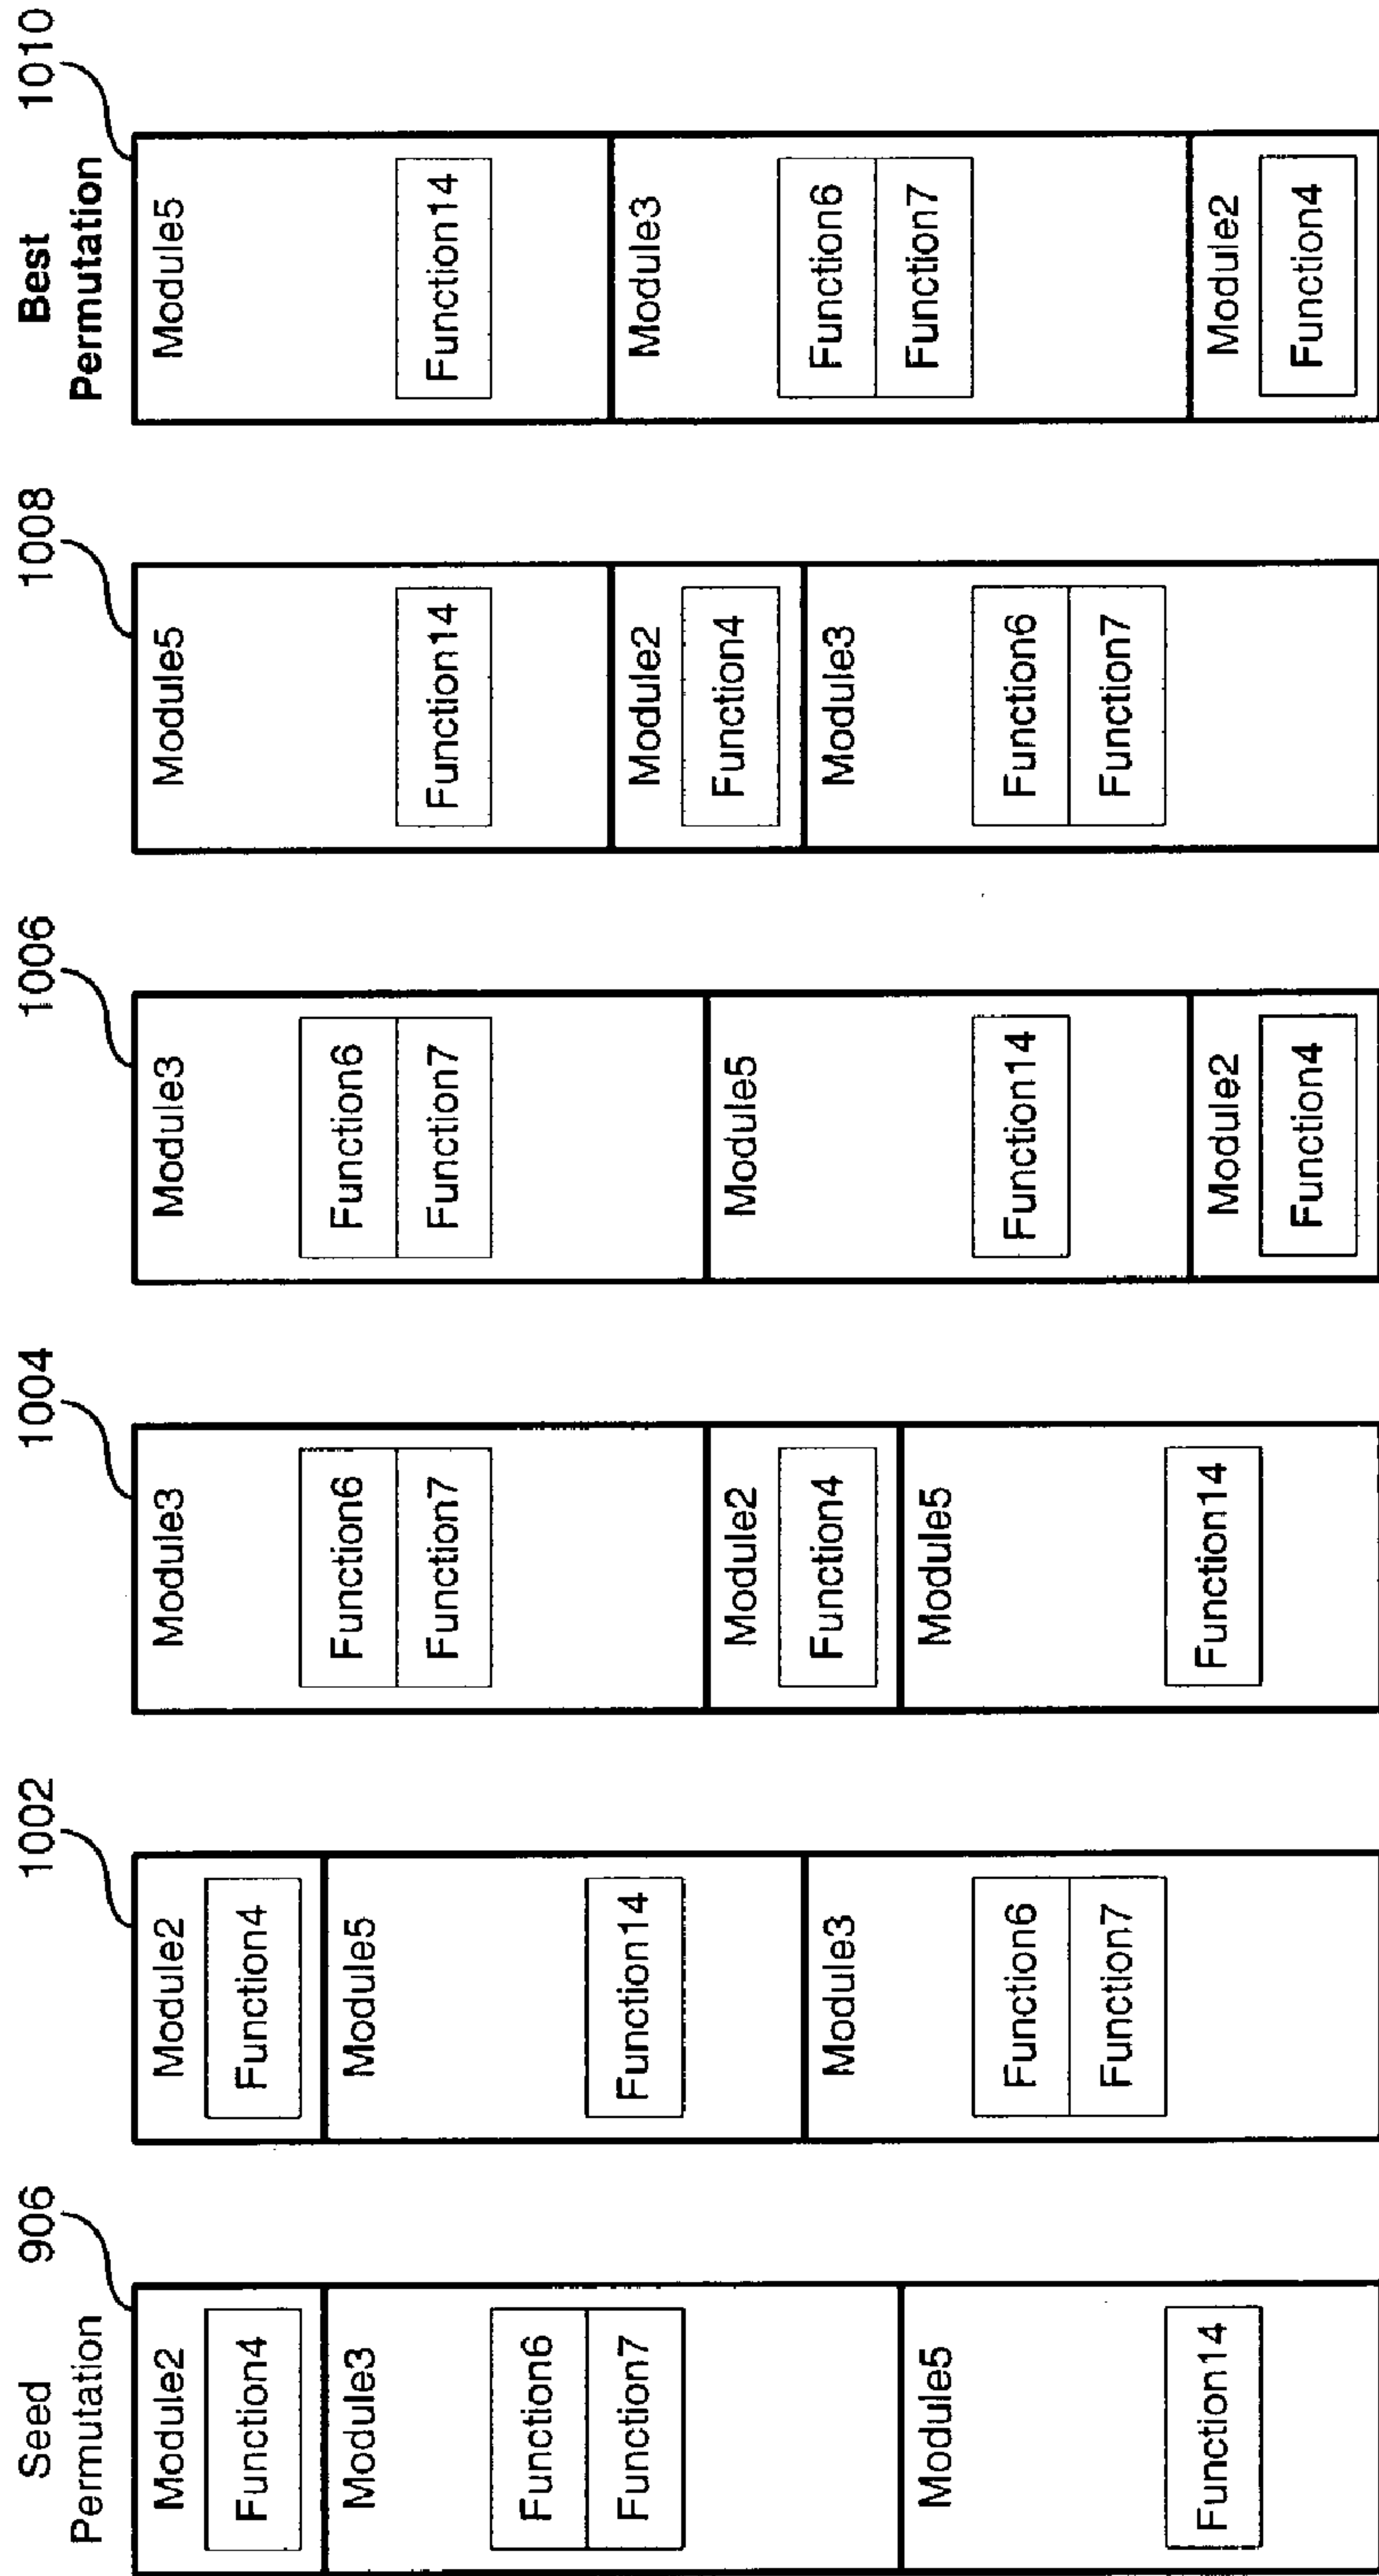 Seed
Permutation
906
Module2
Function4
Module3
Function6
Function7
Module5
Function14
1002
Module2
Function4
Module5
Function14
Module3
Function6
Function7
1004
Module3
Function6
Function7
Module2
Function4
Module5
Function14
1006
Module3
Function6
Function7
Module5
Function14
Module2
Function4
1008
Module5
Function14
Module2
Function4
Module3
Function6
Function7
Best
Permutation
1010
Module5
Function14
Module3
Function6
Function7
Module2
Function4